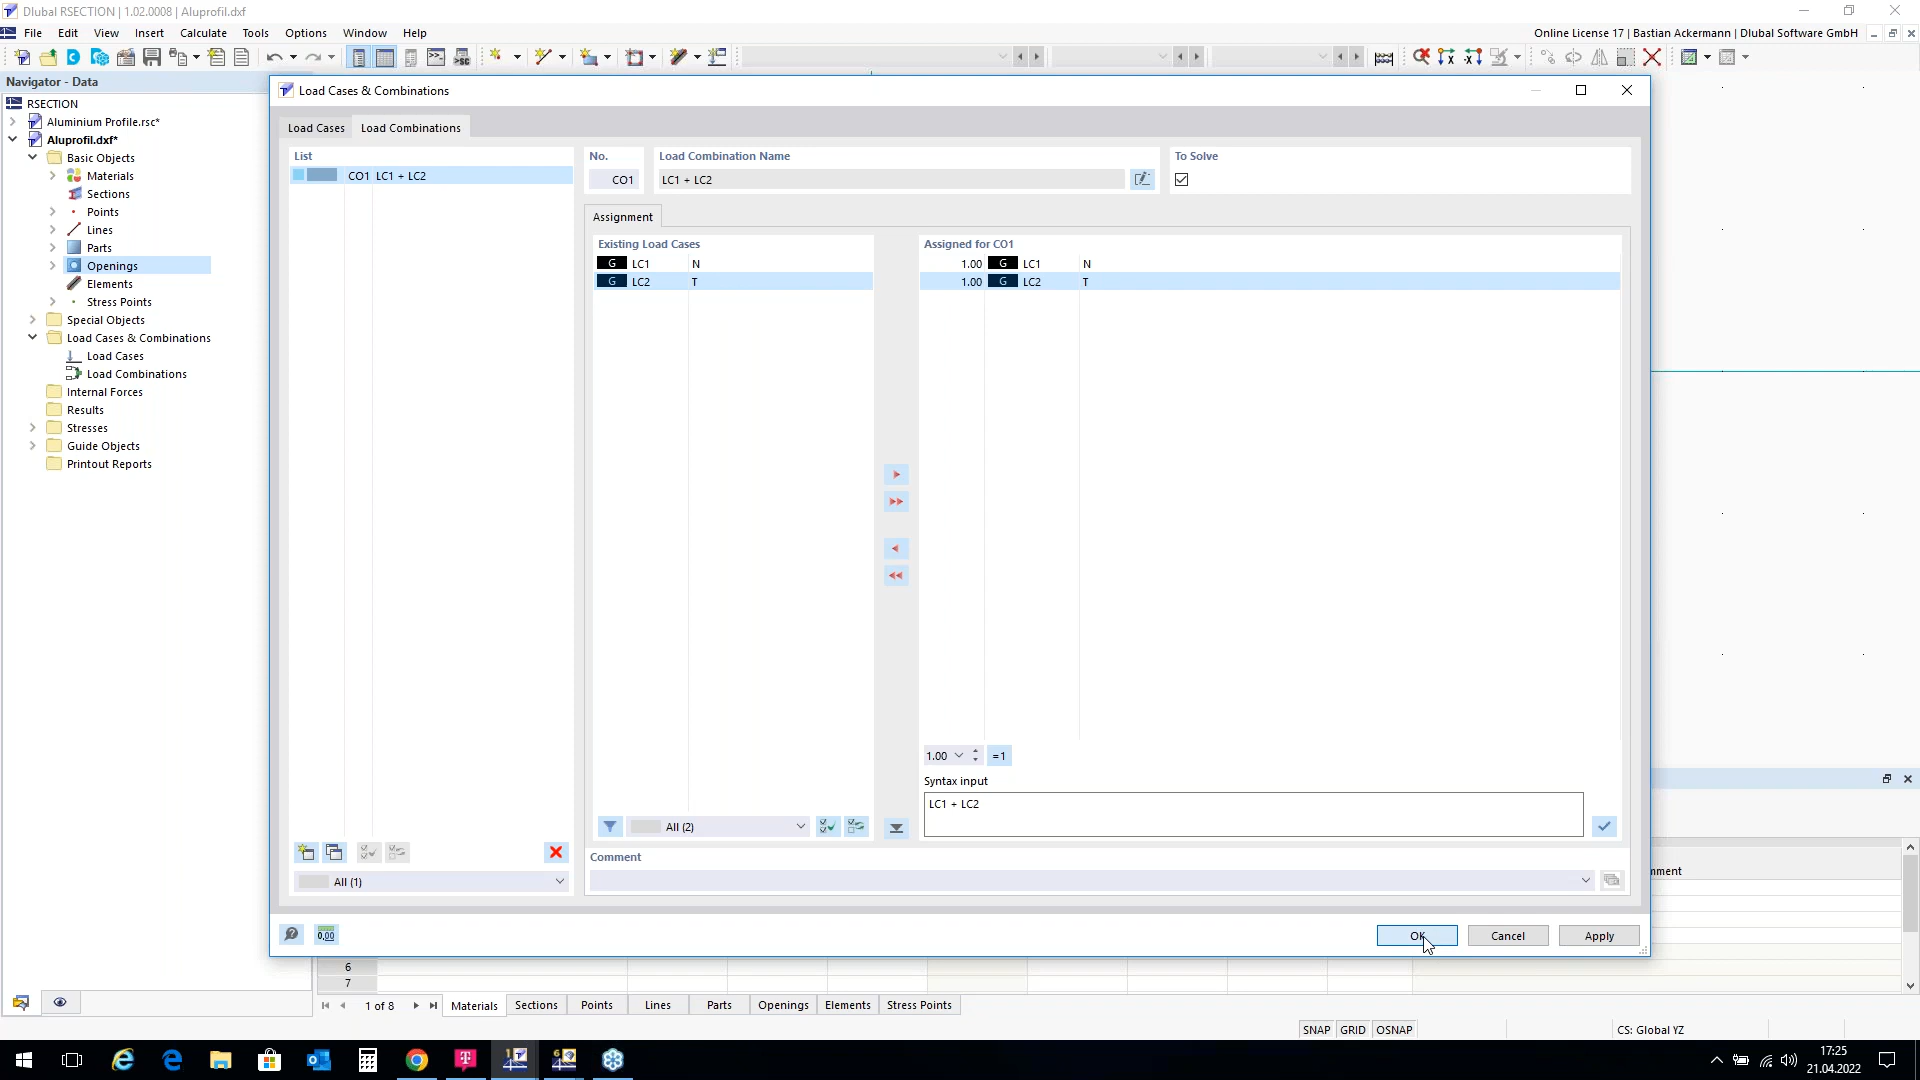 Dlubal RSECTION | 1.02.0008 | Aluprofil.dxf
File Edit View Insert Calculate Tools Options Window Help
Online License 17 | Bastian Ackermann | Dlubal Software GmbH
Navigator - Data
RSECTION
Aluminium Profile.rsc*
Aluprofil.dxf*
Basic Objects
Materials
Sections
Points
Lines
Parts
Openings
Elements
Stress Points
Special Objects
Load Cases & Combinations
Load Cases
Load Combinations
Internal Forces
Results
Stresses
Guide Objects
Printout Reports
Load Cases & Combinations
Load Cases Load Combinations
List
CO1 LC1 + LC2
All (1)
No.
CO1
Load Combination Name
LC1 + LC2
To Solve
Assignment
Existing Load Cases
G LC1 N
G LC2 T
All (2)
Assigned for CO1
1.00 G LC1 N
1.00 G LC2 T
1.00 =1
Syntax input
LC1 + LC2
Comment
0,00
OK Cancel Apply
mment
6
7
1 of 8 Materials Sections Points Lines Parts Openings Elements Stress Points
SNAP GRID OSNAP
CS: Global YZ
17:25
21.04.2022